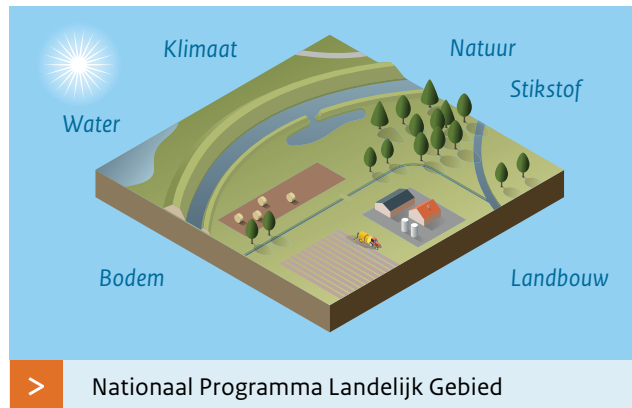 Klimaat
Natuur
Stikstof
Water
Bodem
Landbouw
> Nationaal Programma Landelijk Gebied